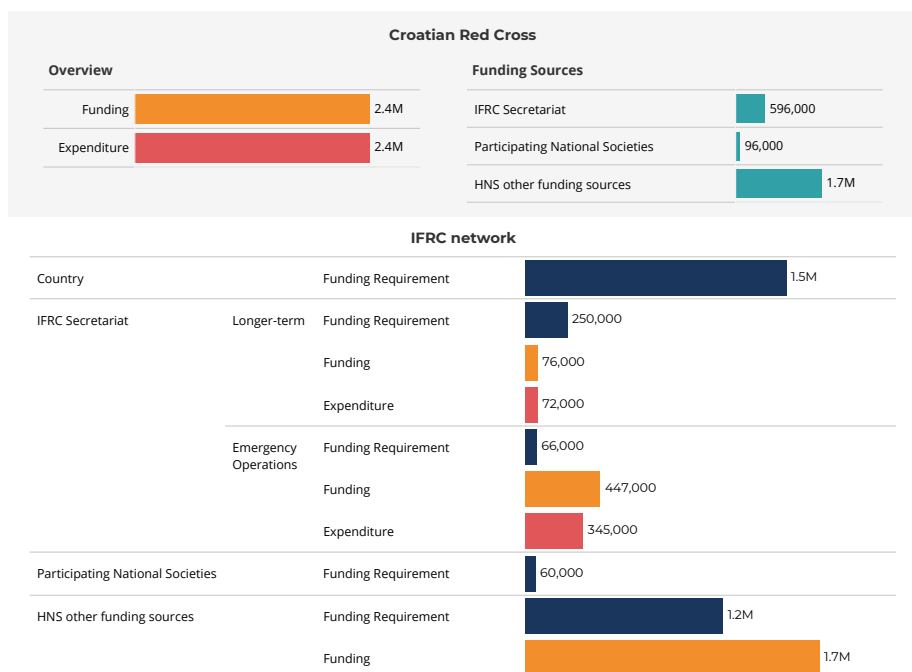 Croatian Red Cross
Overview
Funding 2.4M
Expenditure 2.4M
Funding Sources
IFRC Secretariat 596,000
Participating National Societies 96,000
HNS other funding sources 1.7M
IFRC network
Country Funding Requirement 1.5M
IFRC Secretariat Longer-term Funding Requirement 250,000
Funding 76,000
Expenditure 72,000
Emergency Operations Funding Requirement 66,000
Funding 447,000
Expenditure 345,000
Participating National Societies Funding Requirement 60,000
HNS other funding sources Funding Requirement 1.2M
Funding 1.7M